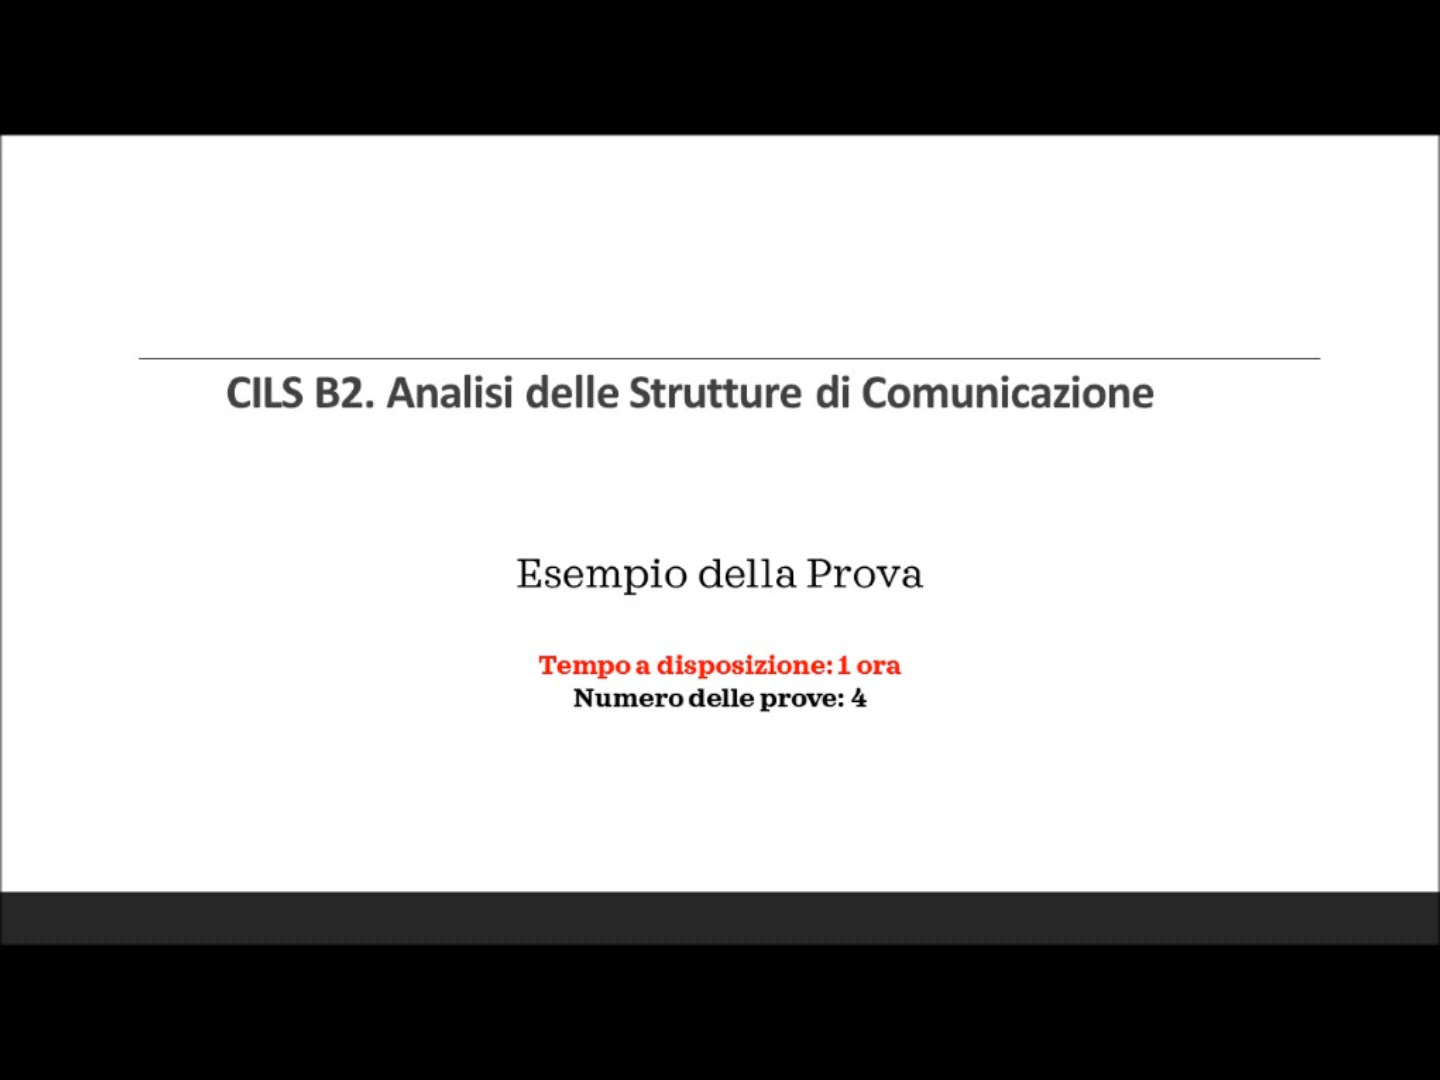 CILS B2. Analisi delle Strutture di Comunicazione
Esempio della Prova
Tempo a disposizione: 1 ora
Numero delle prove: 4